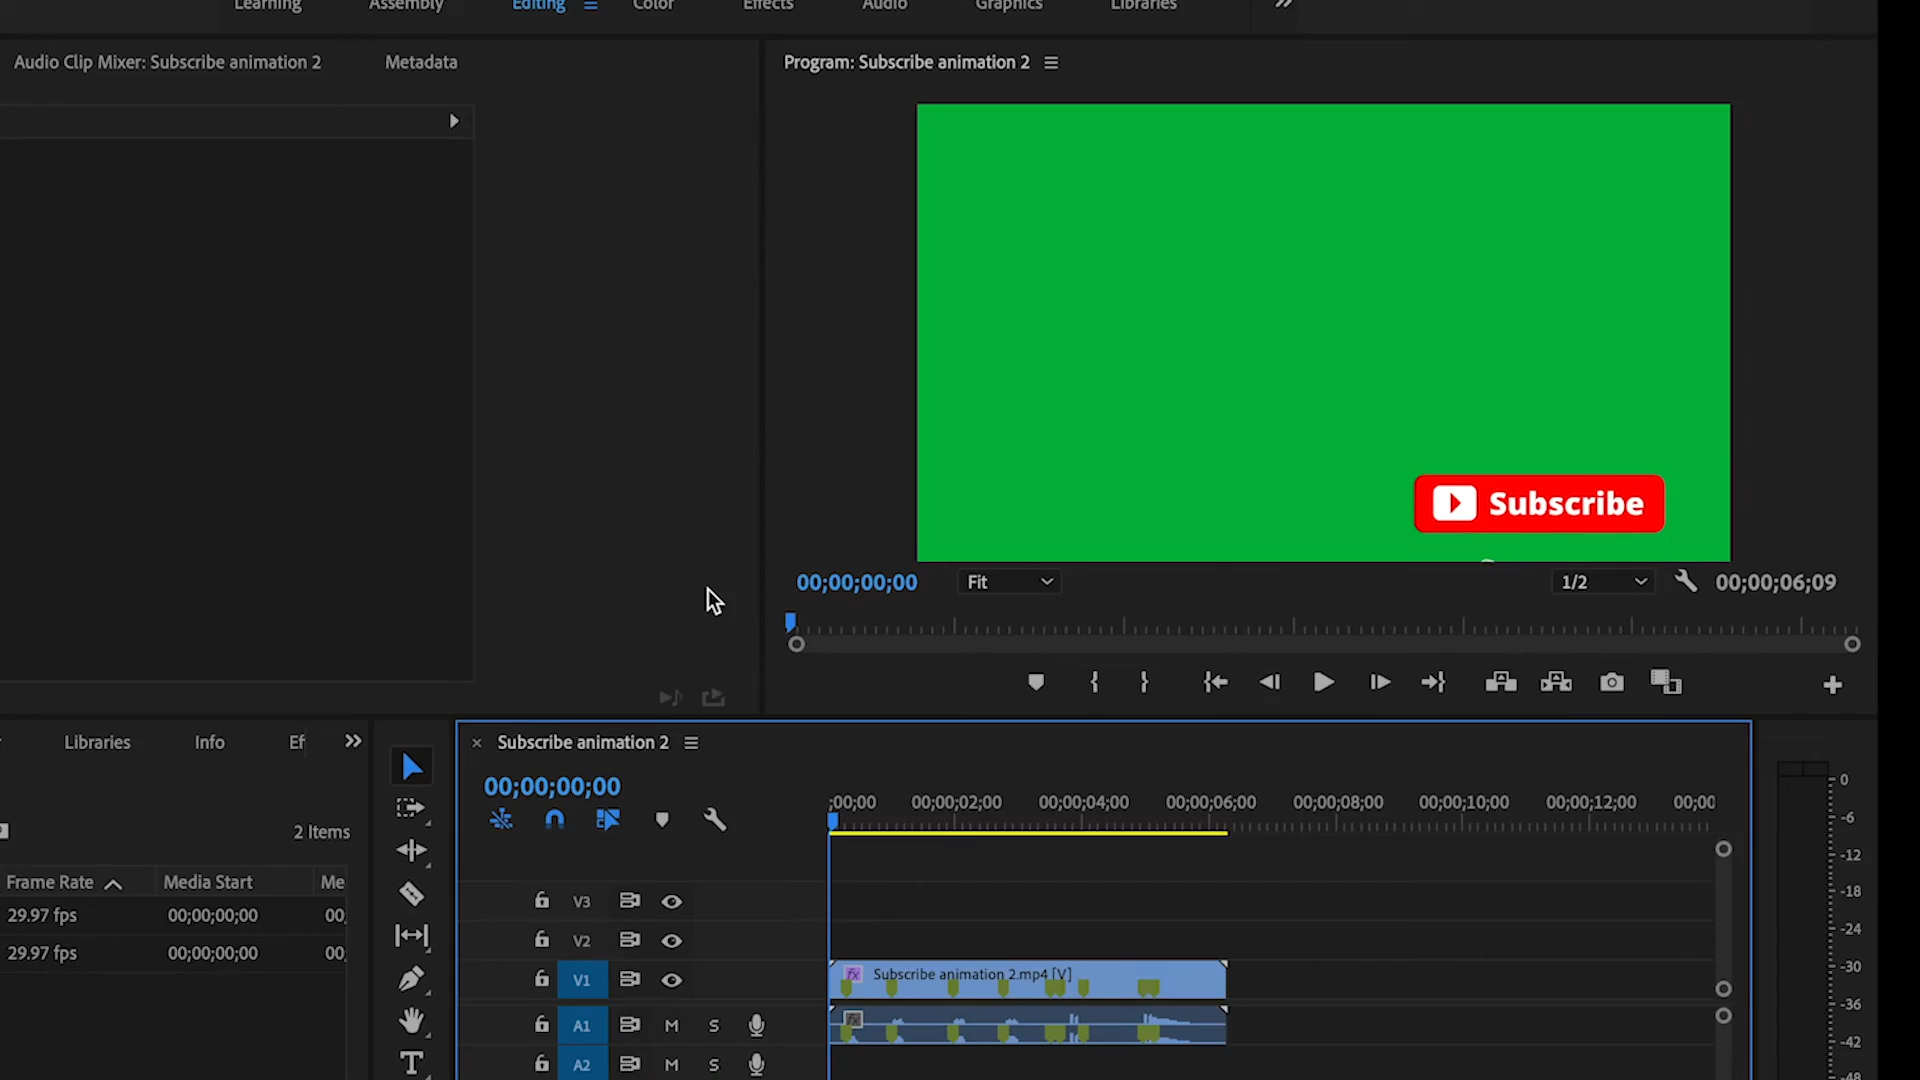 Learning Assembly Editing Color Effects Audio Graphics Libraries
Audio Clip Mixer: Subscribe animation 2 Metadata
Program: Subscribe animation 2
Subscribe
00;00;00;00 Fit 1/2 00;00;06;09
Libraries Info Ef
Subscribe animation 2
00;00;00;00
;00;00 00;00;02;00 00;00;04;00 00;00;06;00 00;00;08;00 00;00;10;00 00;00;12;00 00;00
2 Items
Frame Rate Media Start Me
29.97 fps 00;00;00;00 00;
29.97 fps 00;00;00;00 00;
V3
V2
V1 fx Subscribe animation 2.mp4 [V]
A1 M S fx
A2 M S
T
0
-6
-12
-18
-24
-30
-36
-42
-48